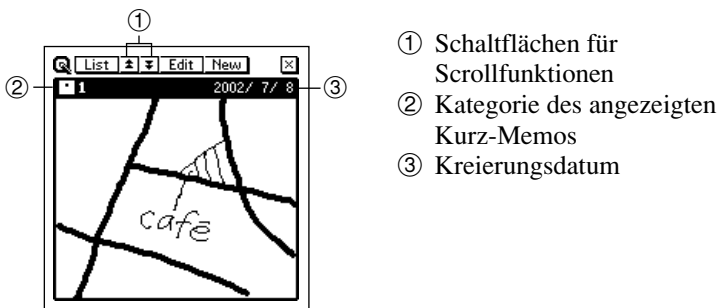 ①
List Edit New
② 1 2002/ 7/ 8 ③
café
① Schaltflächen für
Scrollfunktionen
② Kategorie des angezeigten
Kurz-Memos
③ Kreierungsdatum